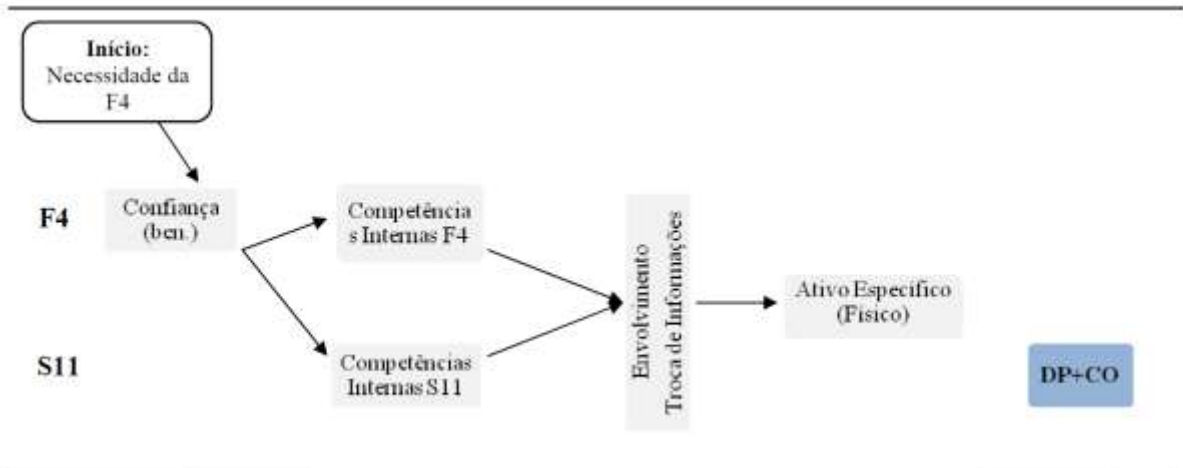 Início:
Necessidade da
F4
F4
Confiança
(ben.)
Competência
s Internas F4
Envolvimento
Troca de Informações
Ativo Específico
(Físico)
S11
Competências
Internas S11
DP+CO